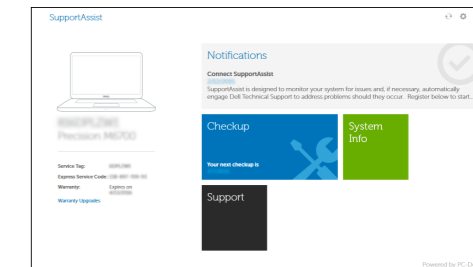 SupportAssist
Notifications
Connect SupportAssist
SupportAssist is designed to monitor your system for issues and, if necessary, automatically
engage Dell Technical Support to address problems should they occur. Register below to start.
Precision M6700
Checkup
System
Info
Your next checkup is
Service Tag:
Express Service Code:
Warranty: Expires on
Warranty Upgrades
Support
Powered by PC-D